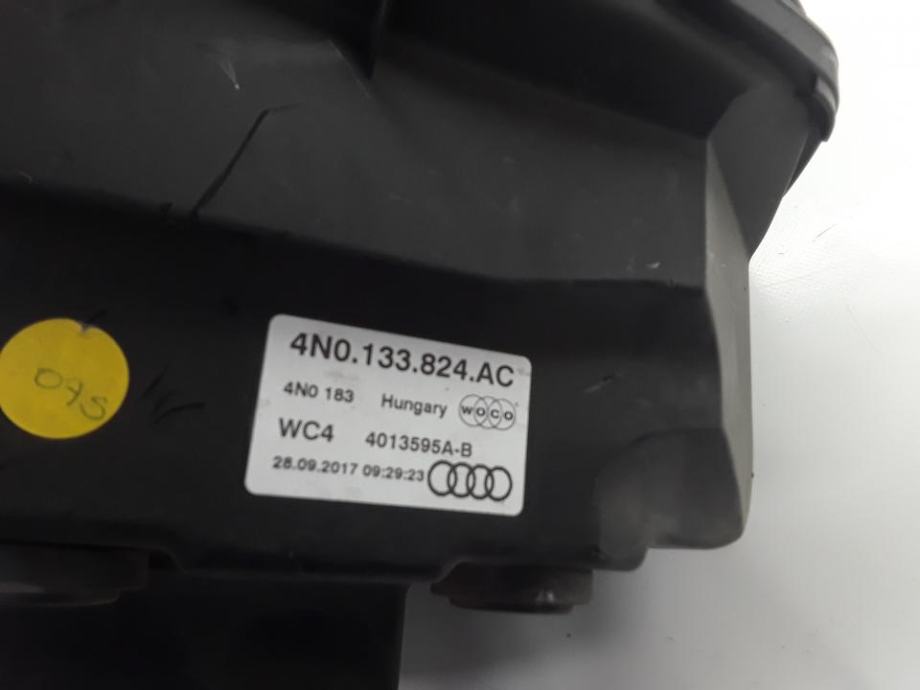 4N0.133.824.AC
4N0 183 Hungary WOCO
WC4 4013595A-B
28.09.2017 09:29:23